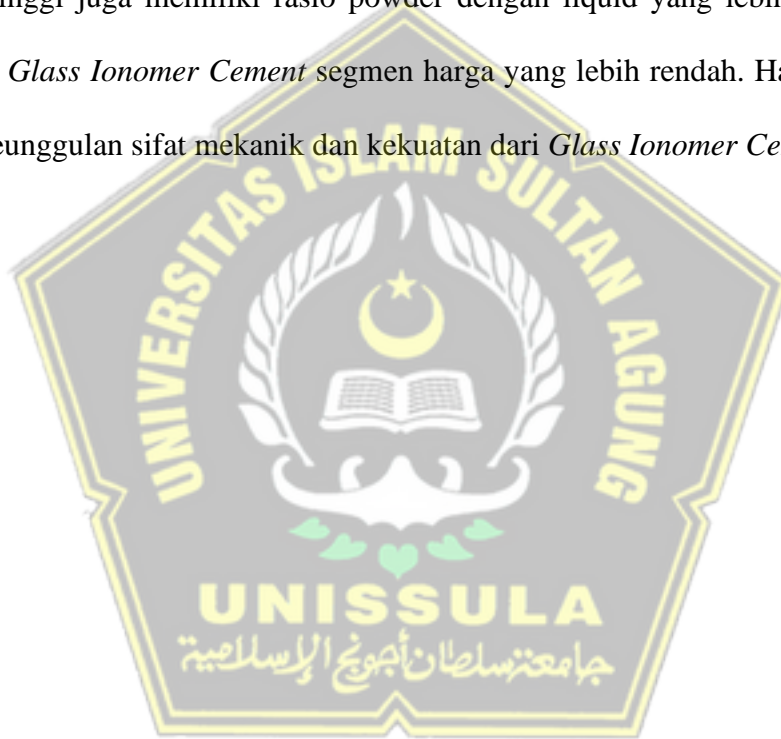 inggi juga memiliki rasio powder dengan liquid yang lebih
Glass Ionomer Cement segmen harga yang lebih rendah. Ha
eunggulan sifat mekanik dan kekuatan dari Glass Ionomer Ce
UNIVERSITAS ISLAM SULTAN AGUNG
UNISSULA
جامعة سلطان أجونج الإسلامية